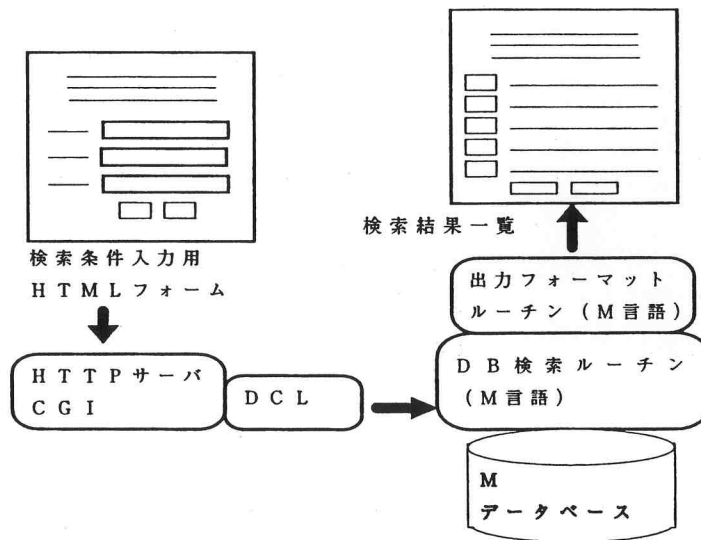 検索条件入力用
HTMLフォーム
HTTPサーバ
CGI
DCL
検索結果一覧
出力フォーマット
ルーチン(M言語)
DB検索ルーチン
(M言語)
M
データベース